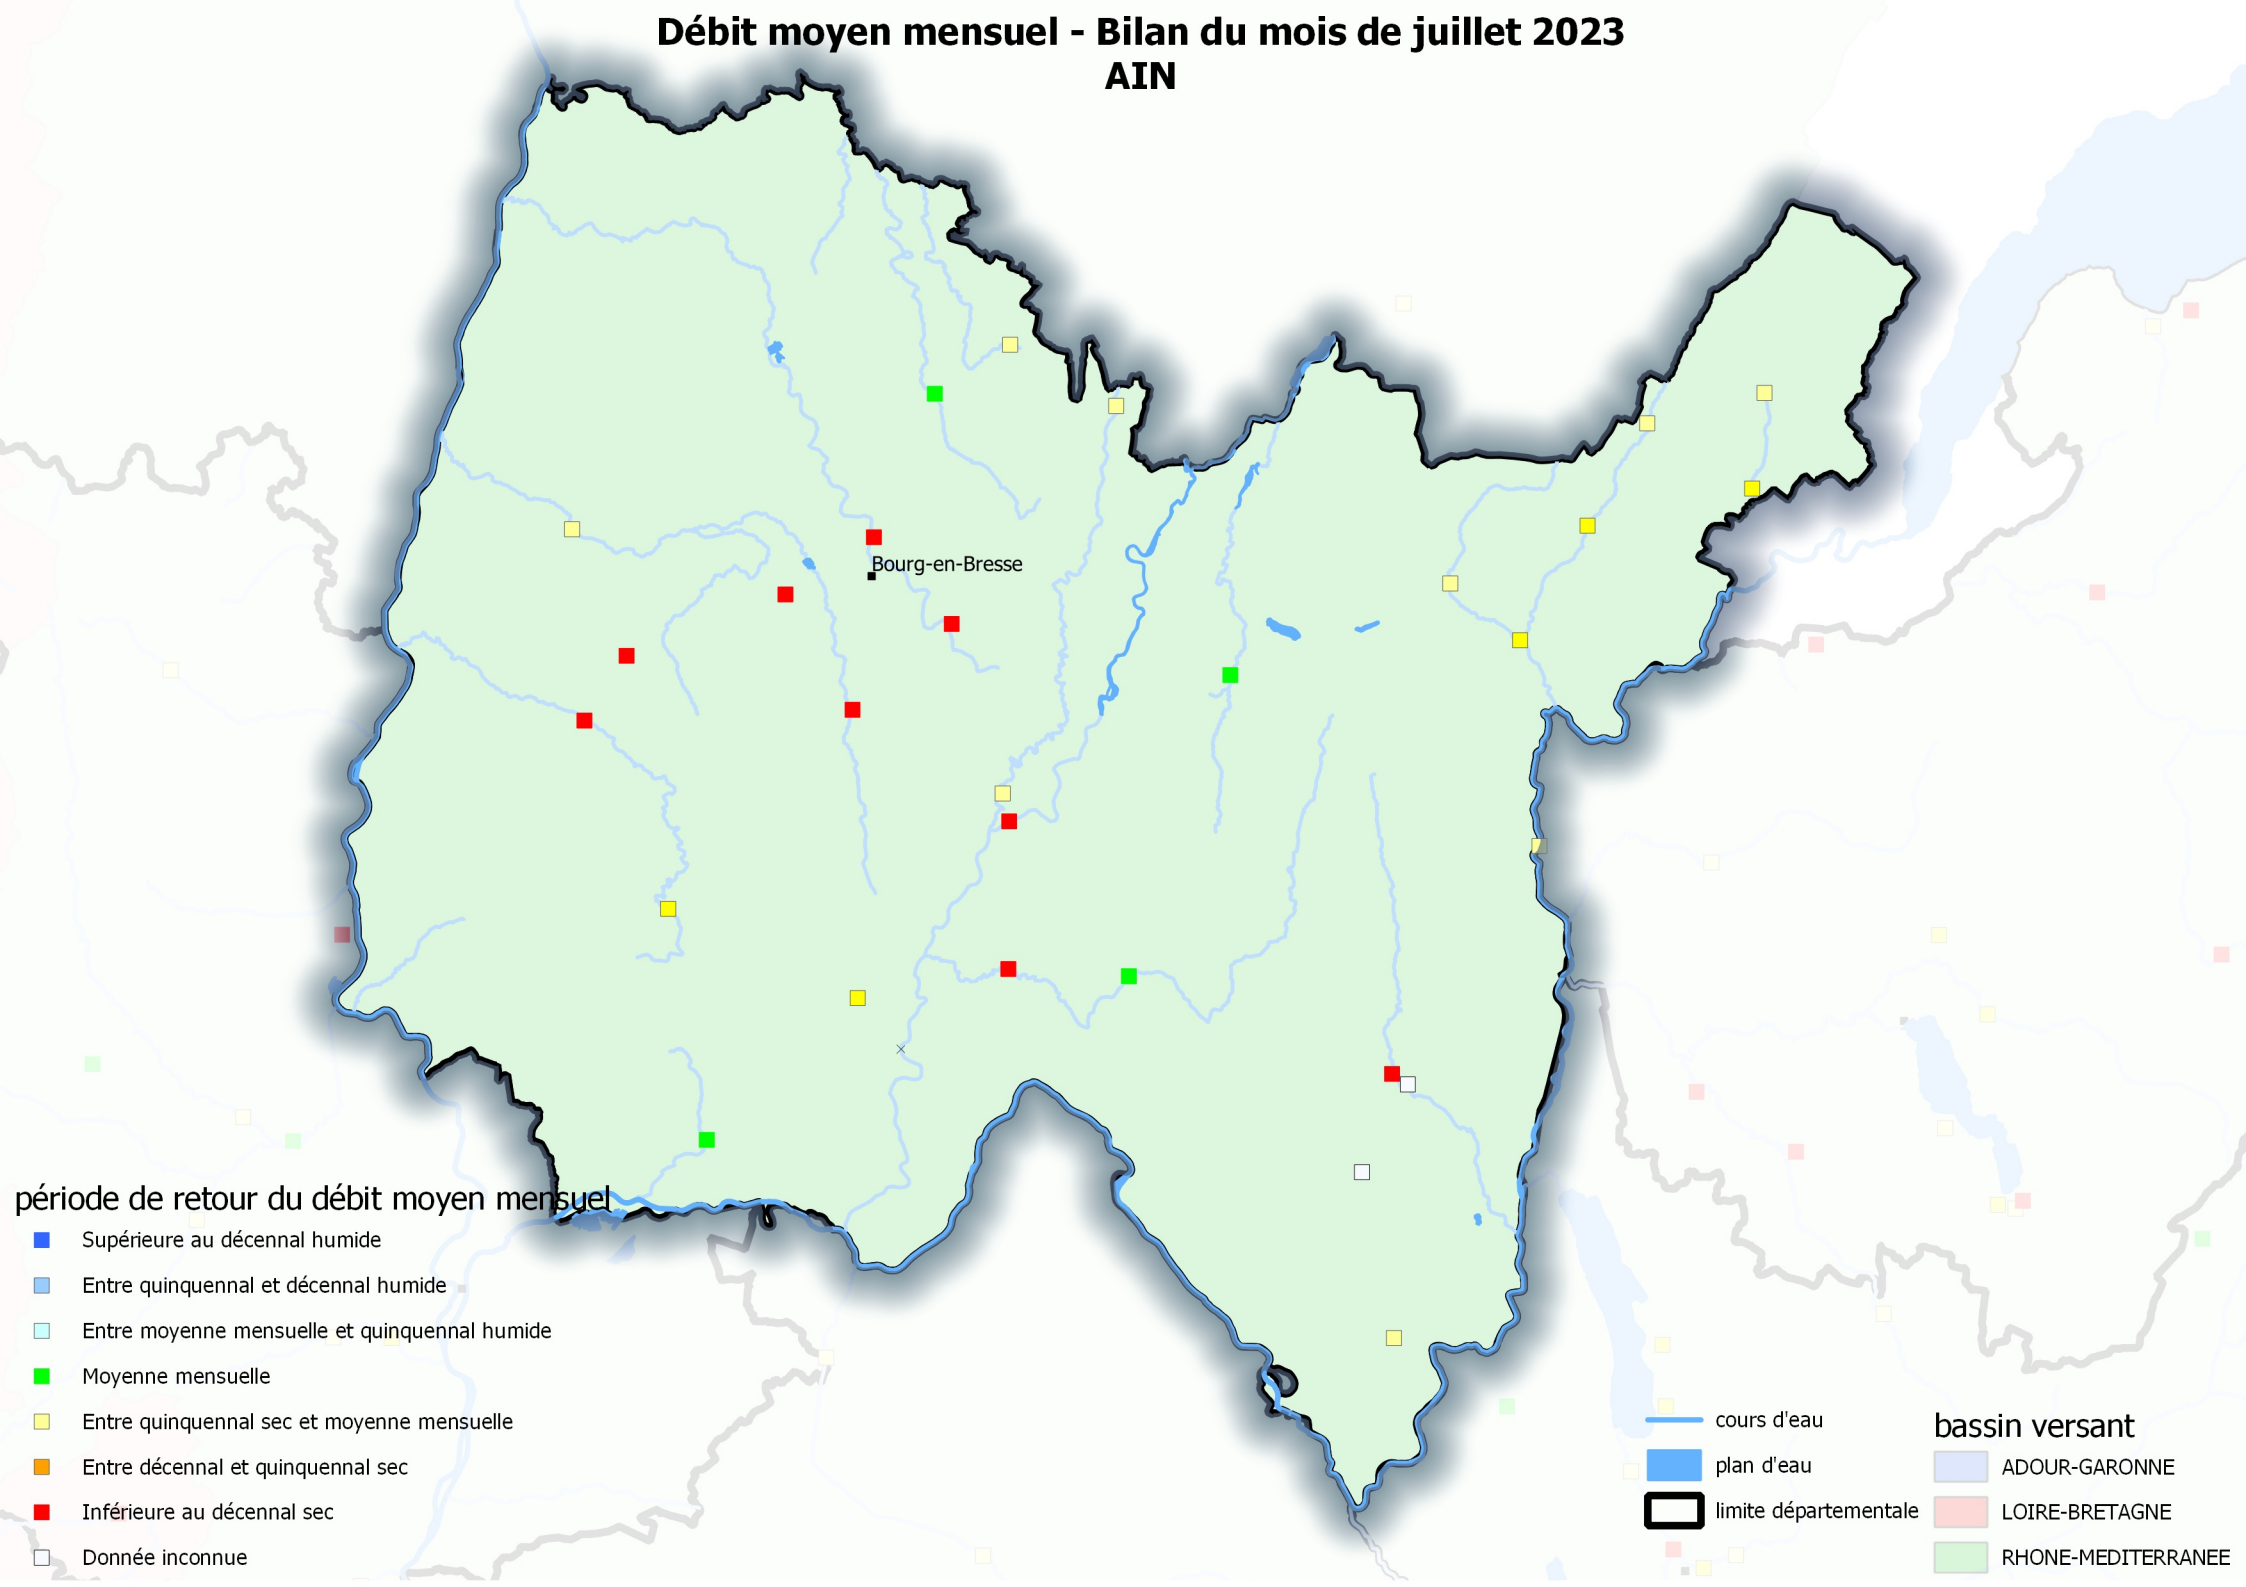 Débit moyen mensuel - Bilan du mois de juillet 2023
AIN
Bourg-en-Bresse
période de retour du débit moyen mensuel
Supérieure au décennal humide
Entre quinquennal et décennal humide
Entre moyenne mensuelle et quinquennal humide
Moyenne mensuelle
Entre quinquennal sec et moyenne mensuelle
Entre décennal et quinquennal sec
Inférieure au décennal sec
Donnée inconnue
cours d'eau
plan d'eau
limite départementale
bassin versant
ADOUR-GARONNE
LOIRE-BRETAGNE
RHONE-MEDITERRANEE